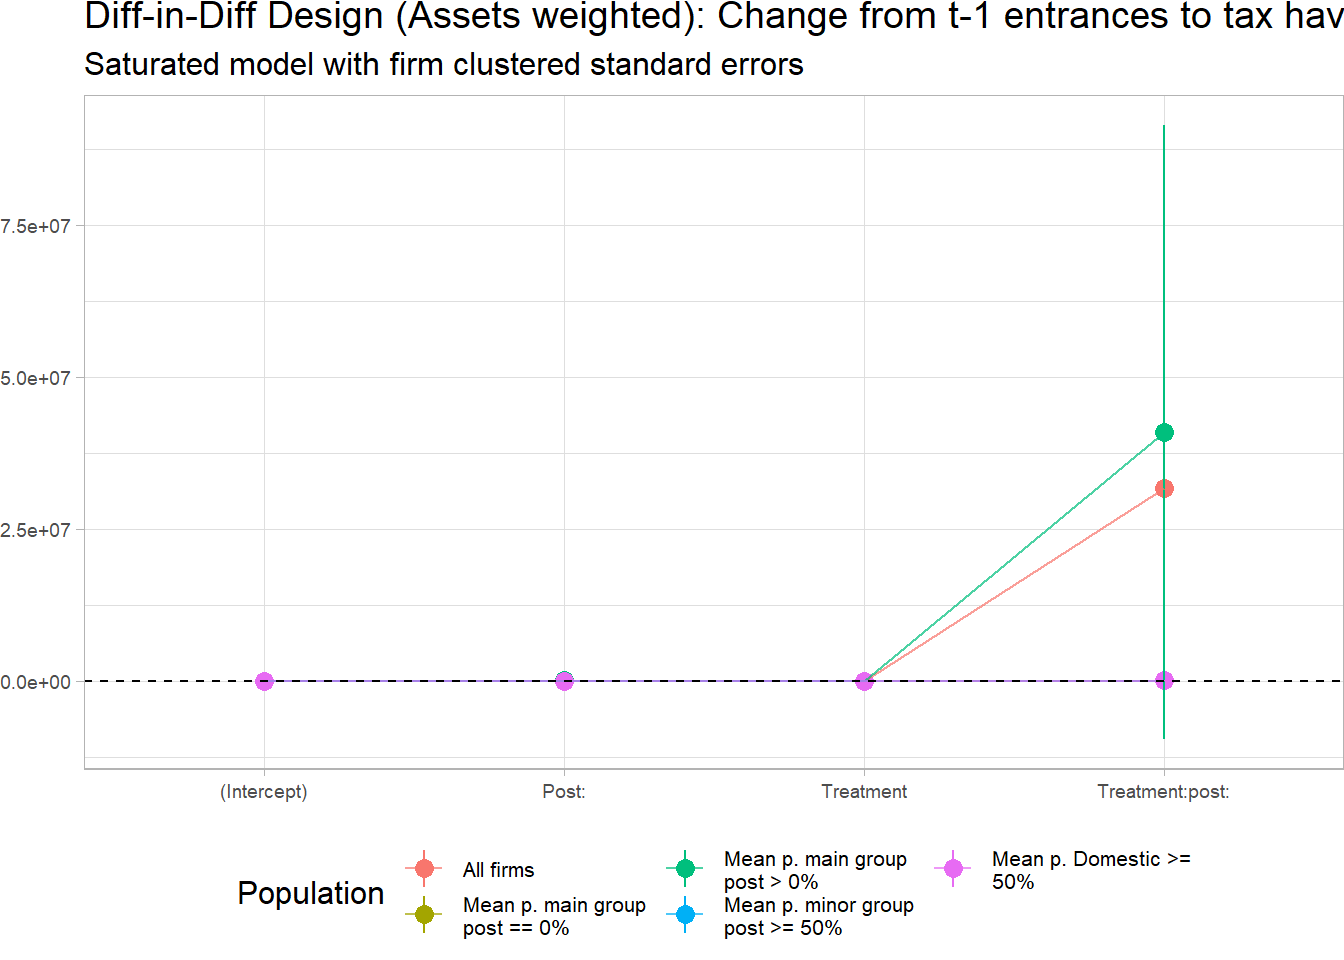 Diff-in-Diff Design (Assets weighted): Change from t-1 entrances to tax hav
Saturated model with firm clustered standard errors
7.5e+07
5.0e+07
2.5e+07
0.0e+00
(Intercept)
Post:
Treatment
Treatment:post:
Population
All firms
Mean p. main group
post == 0%
Mean p. main group
post > 0%
Mean p. minor group
post >= 50%
Mean p. Domestic >=
50%